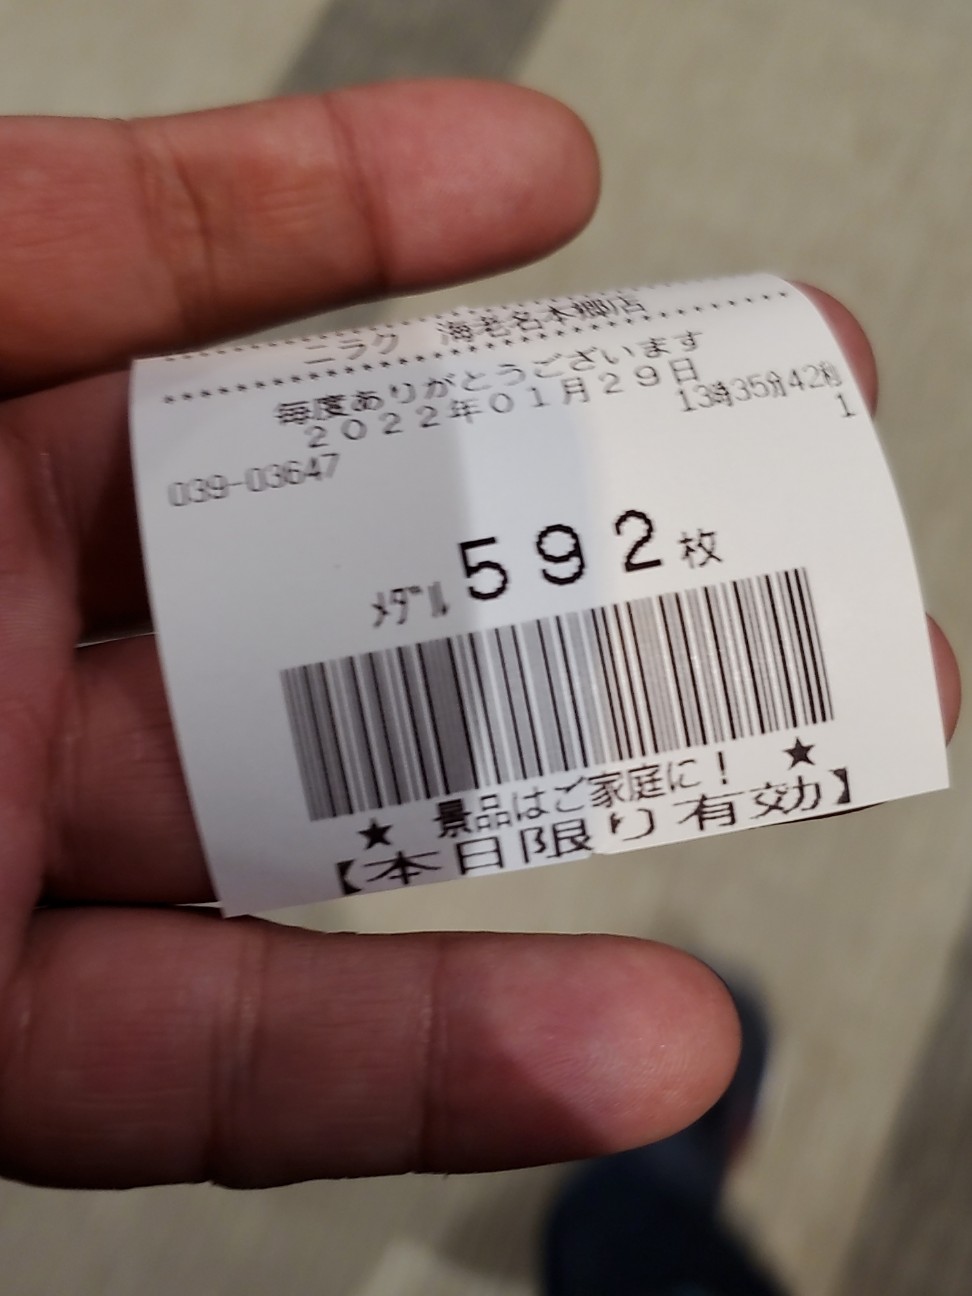 ニラク 海老名本郷店
毎度ありがとうございます
2022年01月29日
13時35分42秒
039-03647
1
ﾒﾀﾞﾙ 592枚
★ 景品はご家庭に！ ★
【本日限り有効】